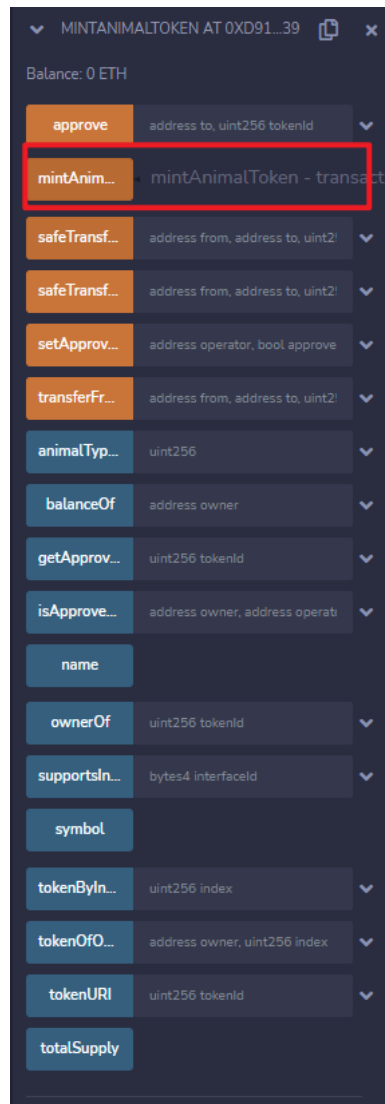 MINTANIMALTOKEN AT 0XD91...39
Balance: 0 ETH
approve address to, uint256 tokenId
mintAnim... mintAnimalToken - transact
safeTransf... address from, address to, uint2
safeTransf... address from, address to, uint2
setApprov... address operator, bool approve
transferFr... address from, address to, uint2
animalTyp... uint256
balanceOf address owner
getApprov... uint256 tokenId
isApprove... address owner, address operat
name
ownerOf uint256 tokenId
supportsIn... bytes4 interfaceId
symbol
tokenByIn... uint256 index
tokenOfO... address owner, uint256 index
tokenURI uint256 tokenId
totalSupply